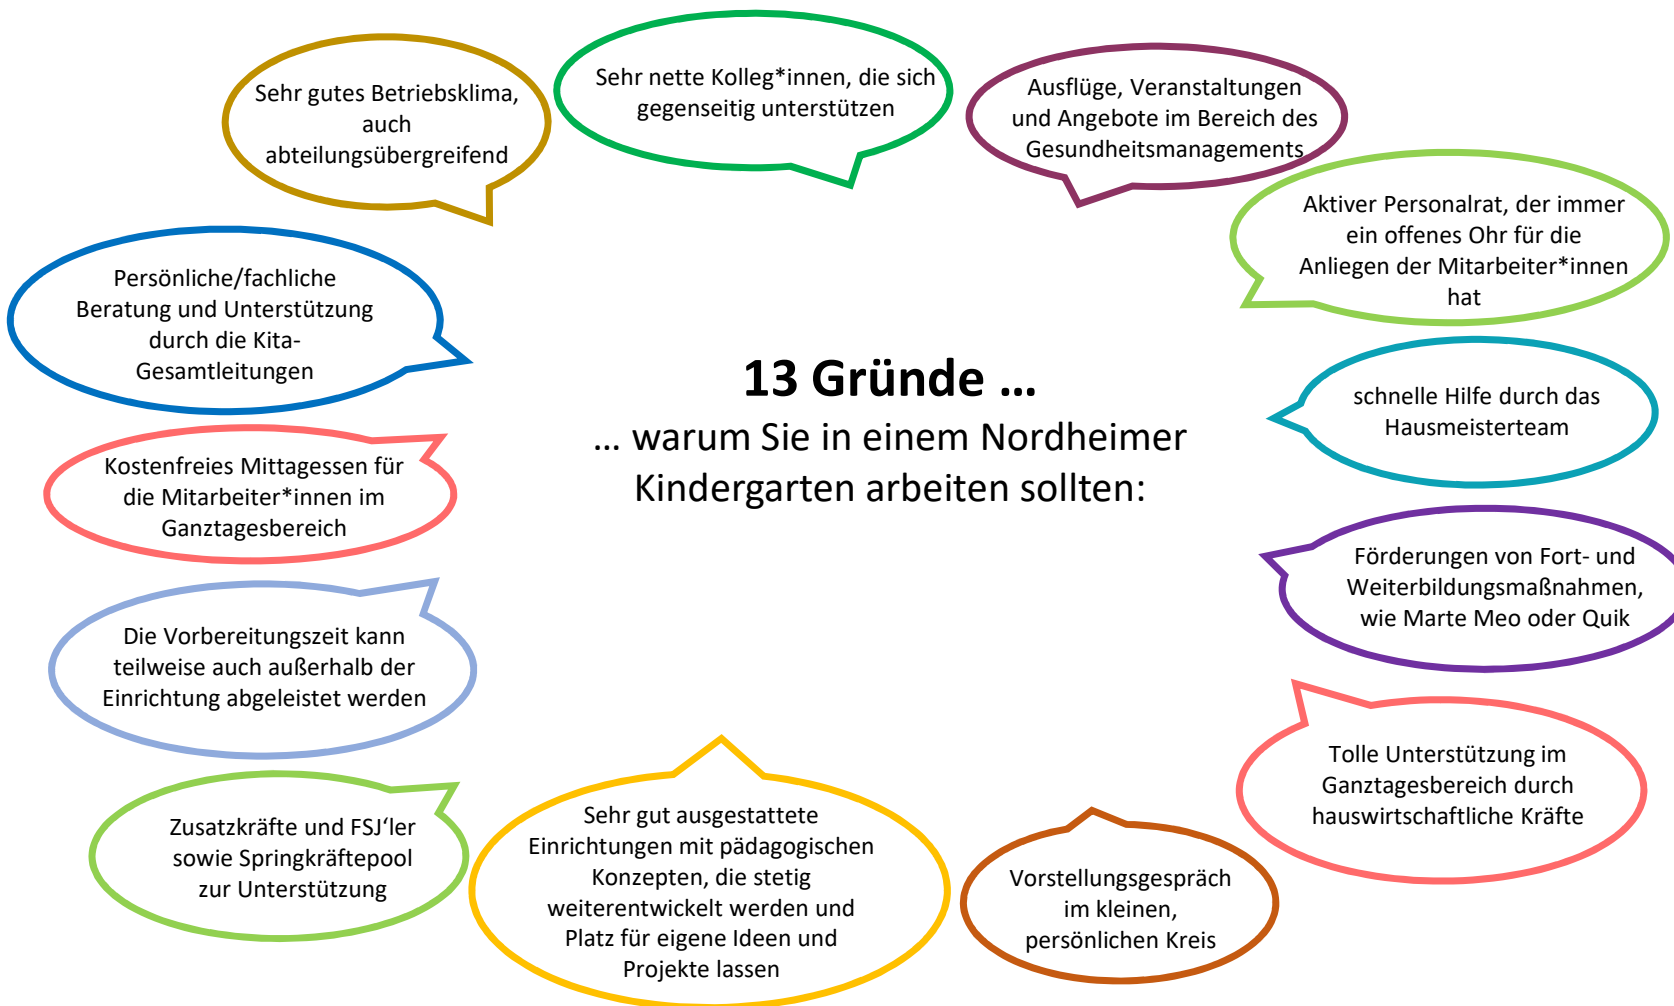 Sehr gutes Betriebsklima,
auch
abteilungsübergreifend
Sehr nette Kolleg*innen, die sich
gegenseitig unterstützen
Ausflüge, Veranstaltungen
und Angebote im Bereich des
Gesundheitsmanagements
Aktiver Personalrat, der immer
ein offenes Ohr für die
Anliegen der Mitarbeiter*innen
hat
Persönliche/fachliche
Beratung und Unterstützung
durch die Kita-
Gesamtleitungen
13 Gründe ...
... warum Sie in einem Nordheimer
Kindergarten arbeiten sollten:
schnelle Hilfe durch das
Hausmeisterteam
Kostenfreies Mittagessen für
die Mitarbeiter*innen im
Ganztagesbereich
Förderungen von Fort- und
Weiterbildungsmaßnahmen,
wie Marte Meo oder Quik
Die Vorbereitungszeit kann
teilweise auch außerhalb der
Einrichtung abgeleistet werden
Tolle Unterstützung im
Ganztagesbereich durch
hauswirtschaftliche Kräfte
Zusatzkräfte und FSJ‘ler
sowie Springkräftepool
zur Unterstützung
Sehr gut ausgestattete
Einrichtungen mit pädagogischen
Konzepten, die stetig
weiterentwickelt werden und
Platz für eigene Ideen und
Projekte lassen
Vorstellungsgespräch
im kleinen,
persönlichen Kreis